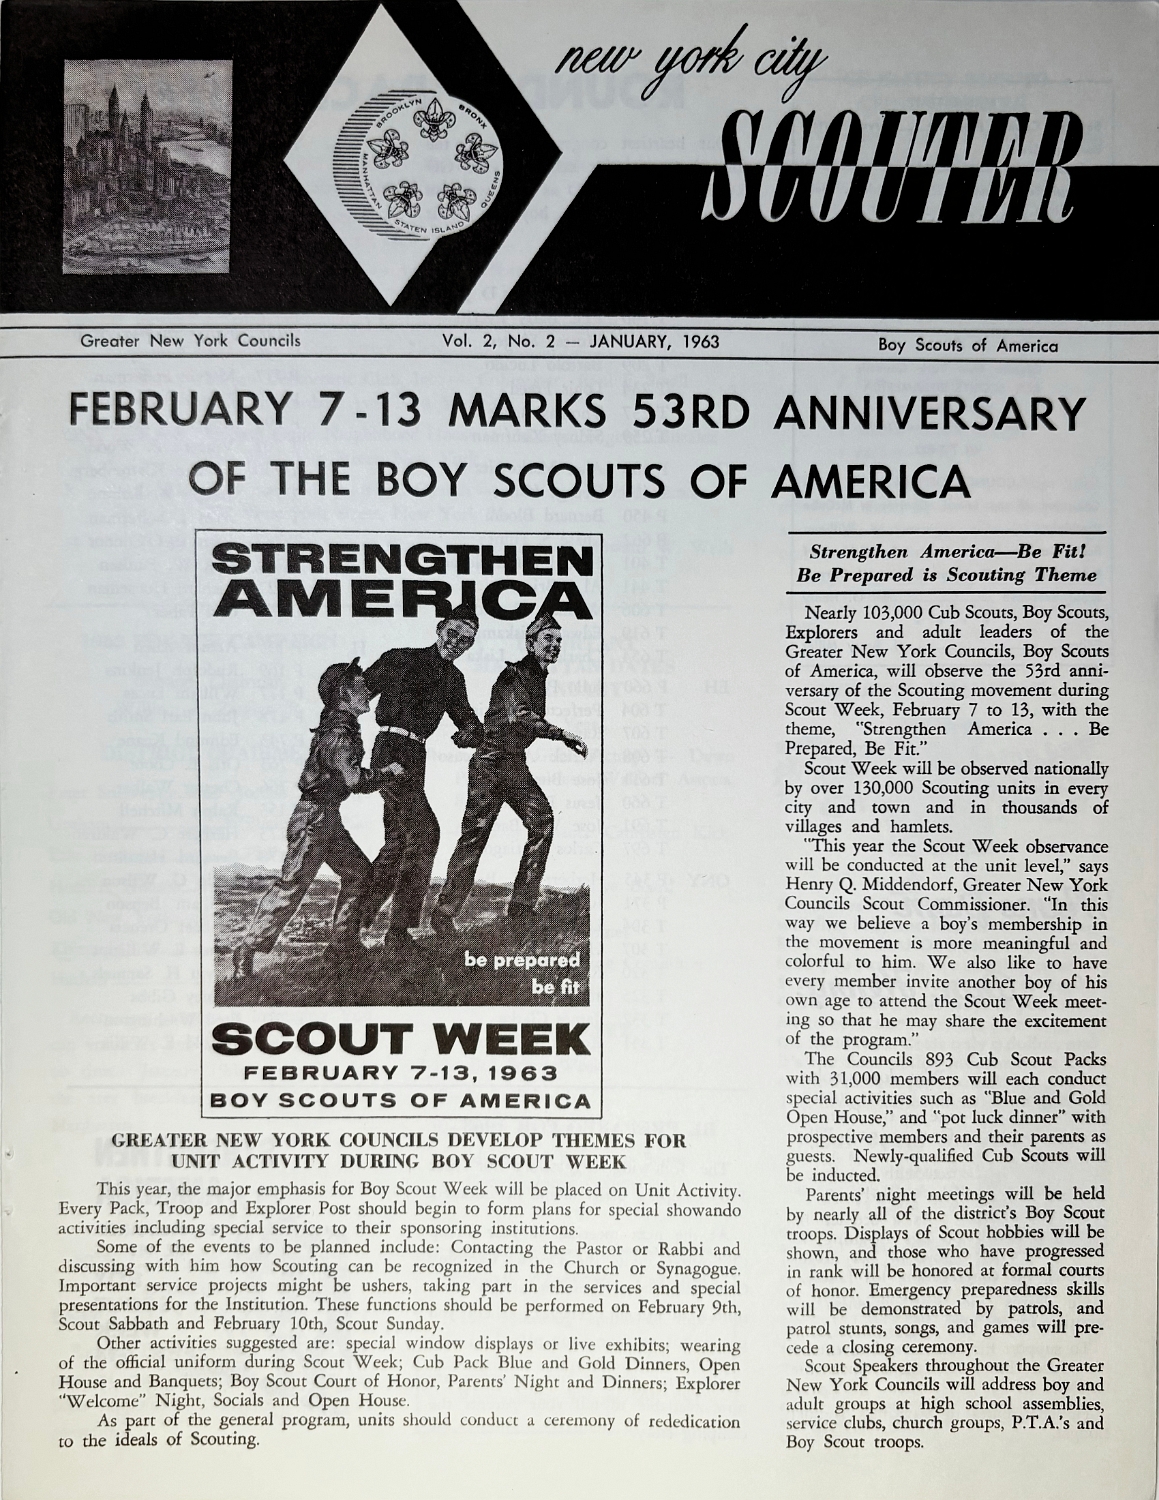 new york city
SCOUTER
BROOKLYN
BRONX
MANHATTAN
QUEENS
STATEN ISLAND
Greater New York Councils
Vol. 2, No. 2 — JANUARY, 1963
Boy Scouts of America
FEBRUARY 7-13 MARKS 53RD ANNIVERSARY
OF THE BOY SCOUTS OF AMERICA
STRENGTHEN
AMERICA
be prepared
be fit
SCOUT WEEK
FEBRUARY 7-13, 1963
BOY SCOUTS OF AMERICA
GREATER NEW YORK COUNCILS DEVELOP THEMES FOR
UNIT ACTIVITY DURING BOY SCOUT WEEK
This year, the major emphasis for Boy Scout Week will be placed on Unit Activity.
Every Pack, Troop and Explorer Post should begin to form plans for special showando
activities including special service to their sponsoring institutions.
Some of the events to be planned include: Contacting the Pastor or Rabbi and
discussing with him how Scouting can be recognized in the Church or Synagogue.
Important service projects might be ushers, taking part in the services and special
presentations for the Institution. These functions should be performed on February 9th,
Scout Sabbath and February 10th, Scout Sunday.
Other activities suggested are: special window displays or live exhibits; wearing
of the official uniform during Scout Week; Cub Pack Blue and Gold Dinners, Open
House and Banquets; Boy Scout Court of Honor, Parents' Night and Dinners; Explorer
"Welcome" Night, Socials and Open House.
As part of the general program, units should conduct a ceremony of rededication
to the ideals of Scouting.
Strengthen America—Be Fit!
Be Prepared is Scouting Theme
Nearly 103,000 Cub Scouts, Boy Scouts,
Explorers and adult leaders of the
Greater New York Councils, Boy Scouts
of America, will observe the 53rd anni-
versary of the Scouting movement during
Scout Week, February 7 to 13, with the
theme, "Strengthen America . . . Be
Prepared, Be Fit."
Scout Week will be observed nationally
by over 130,000 Scouting units in every
city and town and in thousands of
villages and hamlets.
"This year the Scout Week observance
will be conducted at the unit level," says
Henry Q. Middendorf, Greater New York
Councils Scout Commissioner. "In this
way we believe a boy's membership in
the movement is more meaningful and
colorful to him. We also like to have
every member invite another boy of his
own age to attend the Scout Week meet-
ing so that he may share the excitement
of the program."
The Councils 893 Cub Scout Packs
with 31,000 members will each conduct
special activities such as "Blue and Gold
Open House," and "pot luck dinner" with
prospective members and their parents as
guests. Newly-qualified Cub Scouts will
be inducted.
Parents' night meetings will be held
by nearly all of the district's Boy Scout
troops. Displays of Scout hobbies will be
shown, and those who have progressed
in rank will be honored at formal courts
of honor. Emergency preparedness skills
will be demonstrated by patrols, and
patrol stunts, songs, and games will pre-
cede a closing ceremony.
Scout Speakers throughout the Greater
New York Councils will address boy and
adult groups at high school assemblies,
service clubs, church groups, P.T.A.'s and
Boy Scout troops.